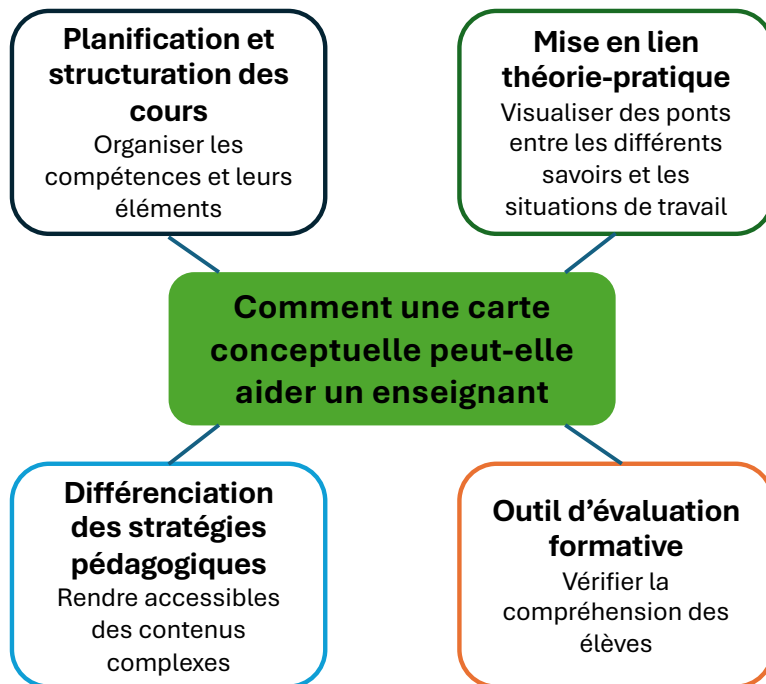 Planification et
structuration des
cours
Organiser les
compétences et leurs
éléments
Mise en lien
théorie-pratique
Visualiser des ponts
entre les différents
savoirs et les
situations de travail
Comment une carte
conceptuelle peut-elle
aider un enseignant
Différenciation
des stratégies
pédagogiques
Rendre accessibles
des contenus
complexes
Outil d’évaluation
formative
Vérifier la
compréhension des
élèves